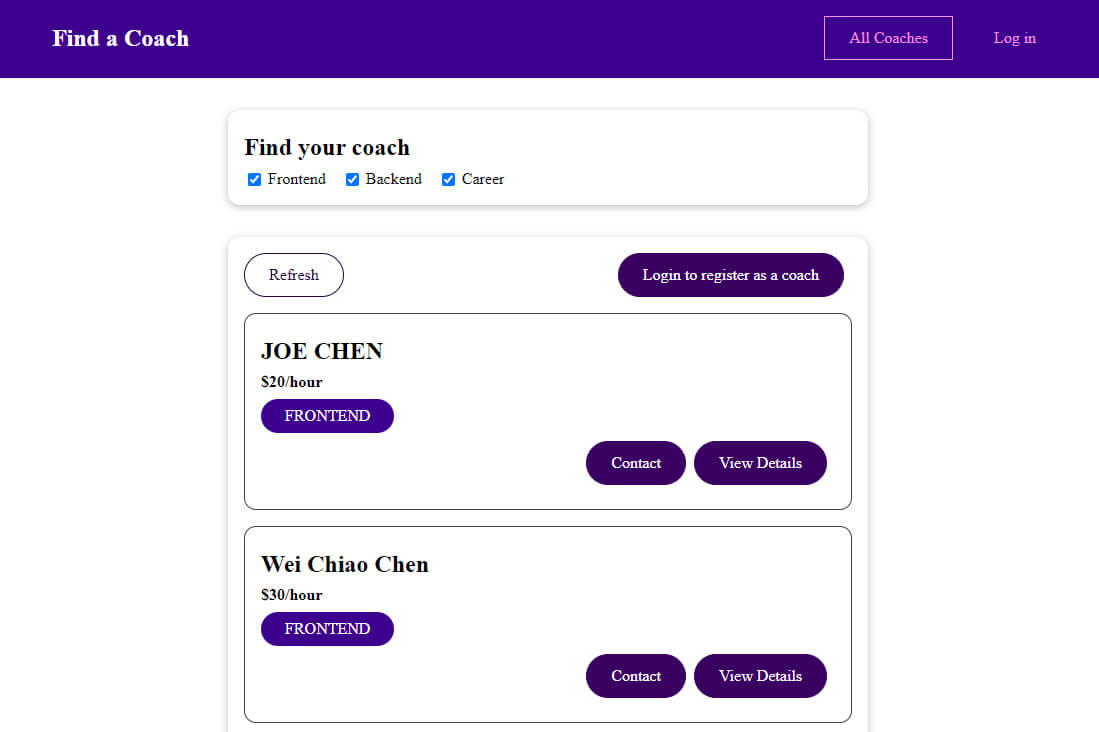 Find a Coach All Coaches Log in
Find your coach
Frontend Backend Career
Refresh Login to register as a coach
JOE CHEN
$20/hour
FRONTEND
Contact View Details
Wei Chiao Chen
$30/hour
FRONTEND
Contact View Details